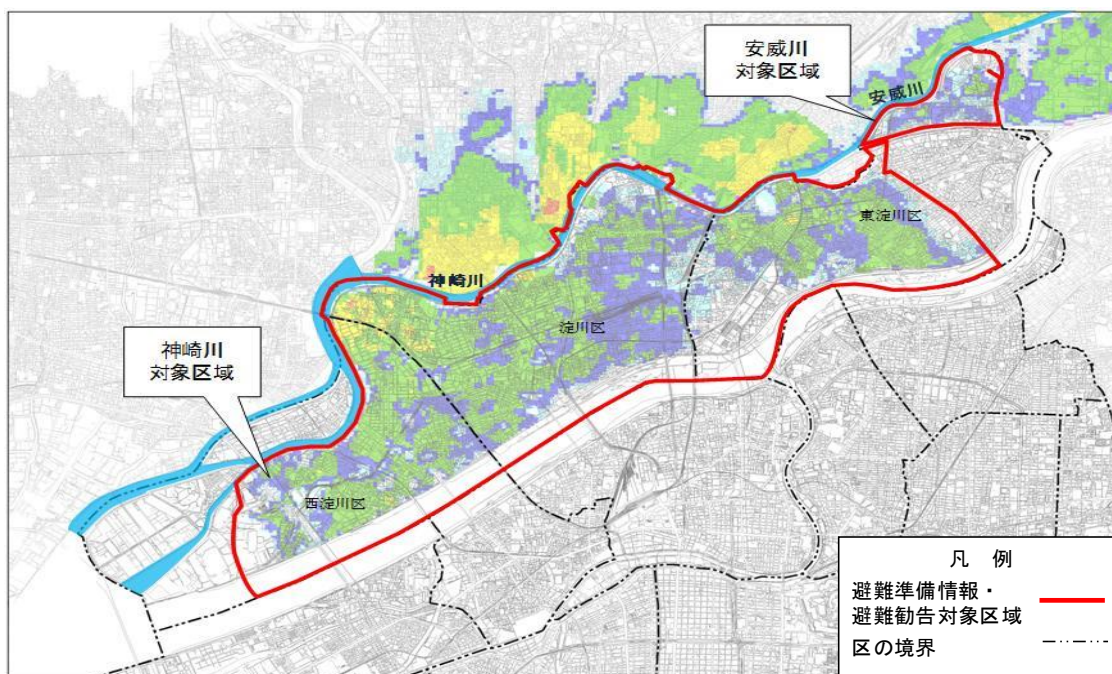 安威川
対象区域
安威川
東淀川区
神崎川
淀川区
神崎川
対象区域
西淀川区
凡 例
避難準備情報・
避難勧告対象区域
区の境界